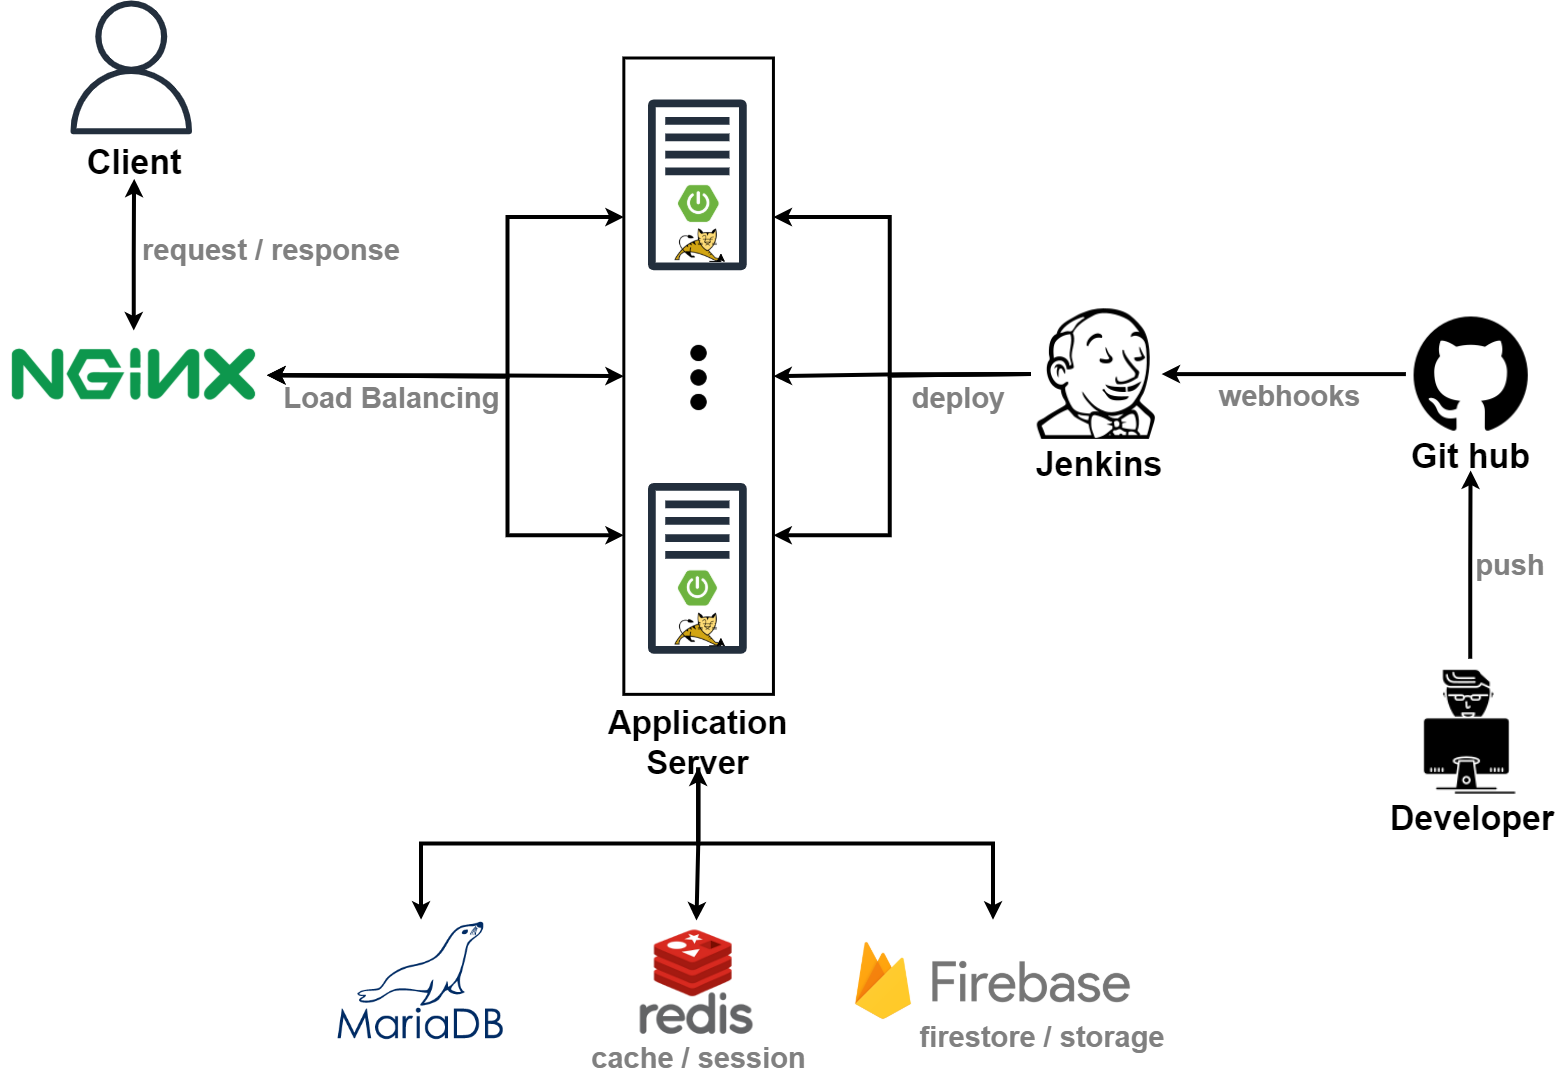 Client
request / response
NGiNX
Load Balancing
deploy
webhooks
Jenkins
Git hub
push
Application
Server
Developer
MariaDB
redis
cache / session
Firebase
firestore / storage